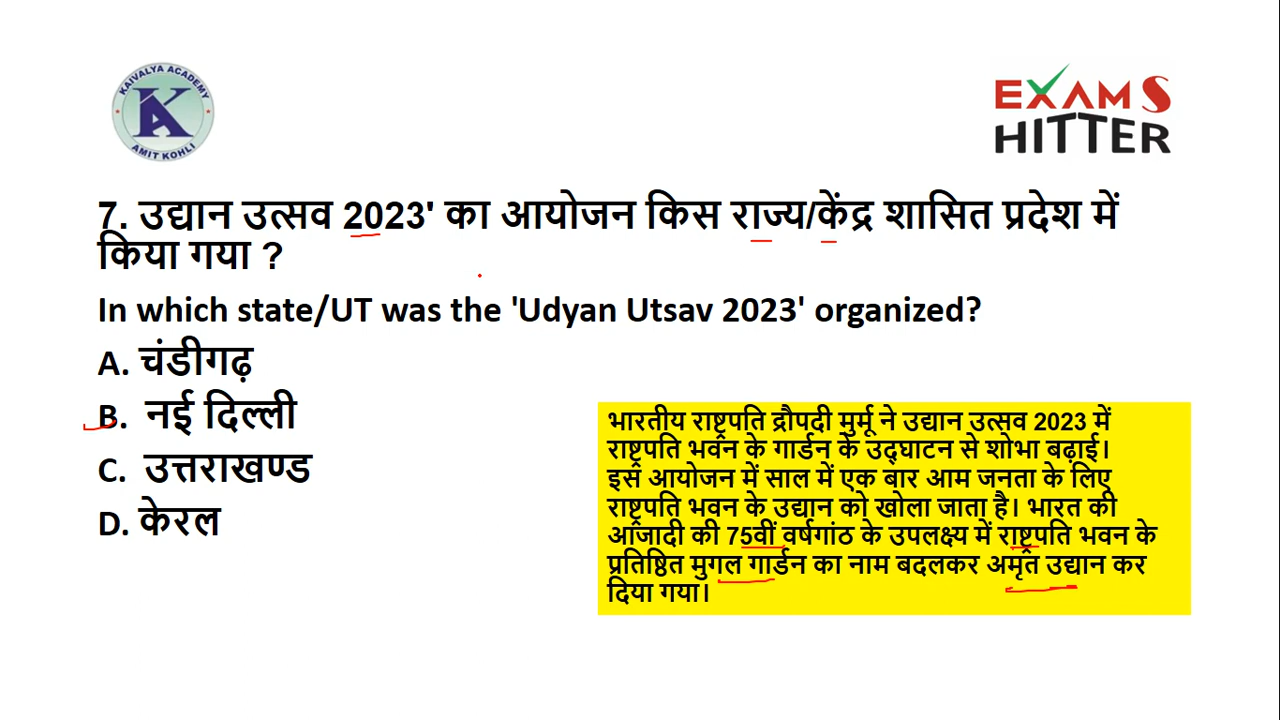 KAIVALYA ACADEMY
KA
AMIT KOHLI
EXAMS
HITTER
7. उद्यान उत्सव 2023' का आयोजन किस राज्य/केंद्र शासित प्रदेश में
किया गया ?
In which state/UT was the 'Udyan Utsav 2023' organized?
A. चंडीगढ़
B. नई दिल्ली
C. उत्तराखण्ड
D. केरल
भारतीय राष्ट्रपति द्रौपदी मुर्मू ने उद्यान उत्सव 2023 में
राष्ट्रपति भवन के गार्डन के उद्घाटन से शोभा बढ़ाई।
इस आयोजन में साल में एक बार आम जनता के लिए
राष्ट्रपति भवन के उद्यान को खोला जाता है। भारत की
आजादी की 75वीं वर्षगांठ के उपलक्ष्य में राष्ट्रपति भवन के
प्रतिष्ठित मुगल गार्डन का नाम बदलकर अमृत उद्यान कर
दिया गया।